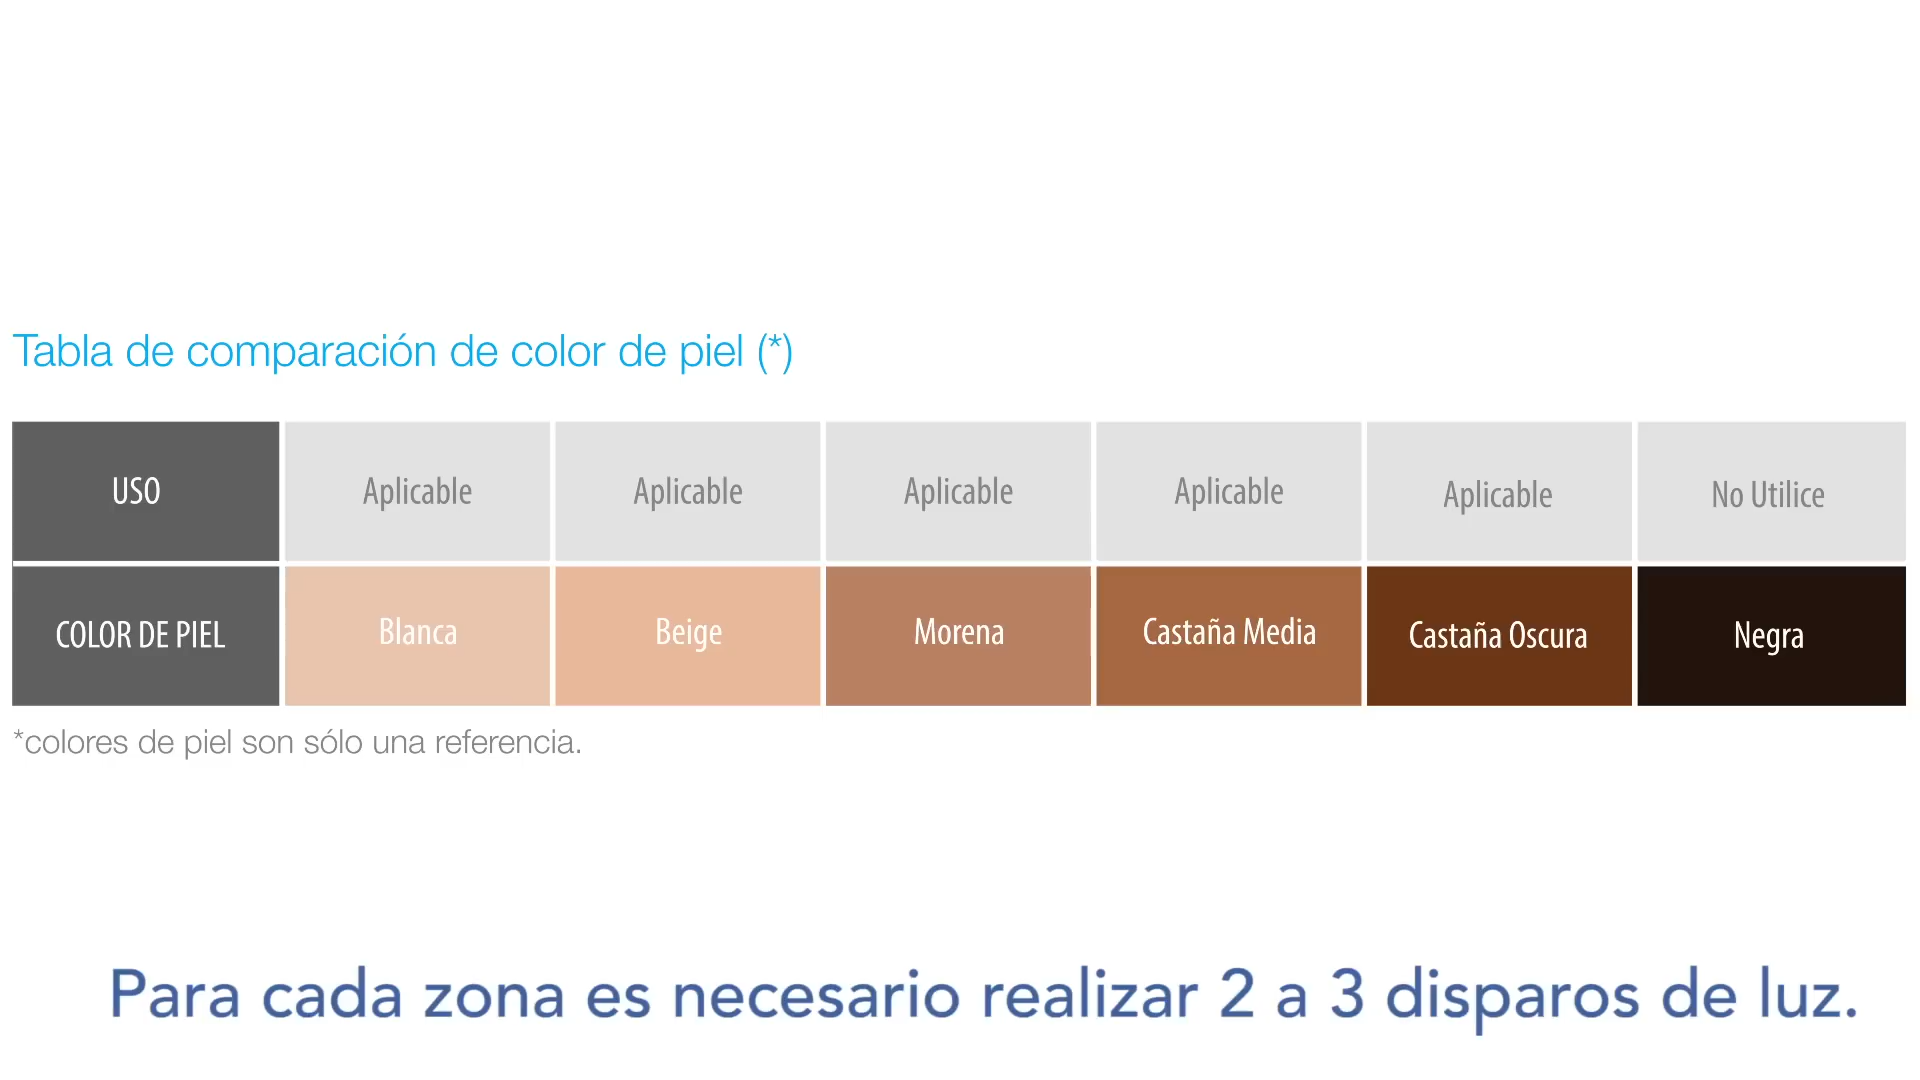 Tabla de comparación de color de piel (*)
USO Aplicable Aplicable Aplicable Aplicable Aplicable No Utilice
COLOR DE PIEL Blanca Beige Morena Castaña Media Castaña Oscura Negra
*colores de piel son sólo una referencia.
Para cada zona es necesario realizar 2 a 3 disparos de luz.